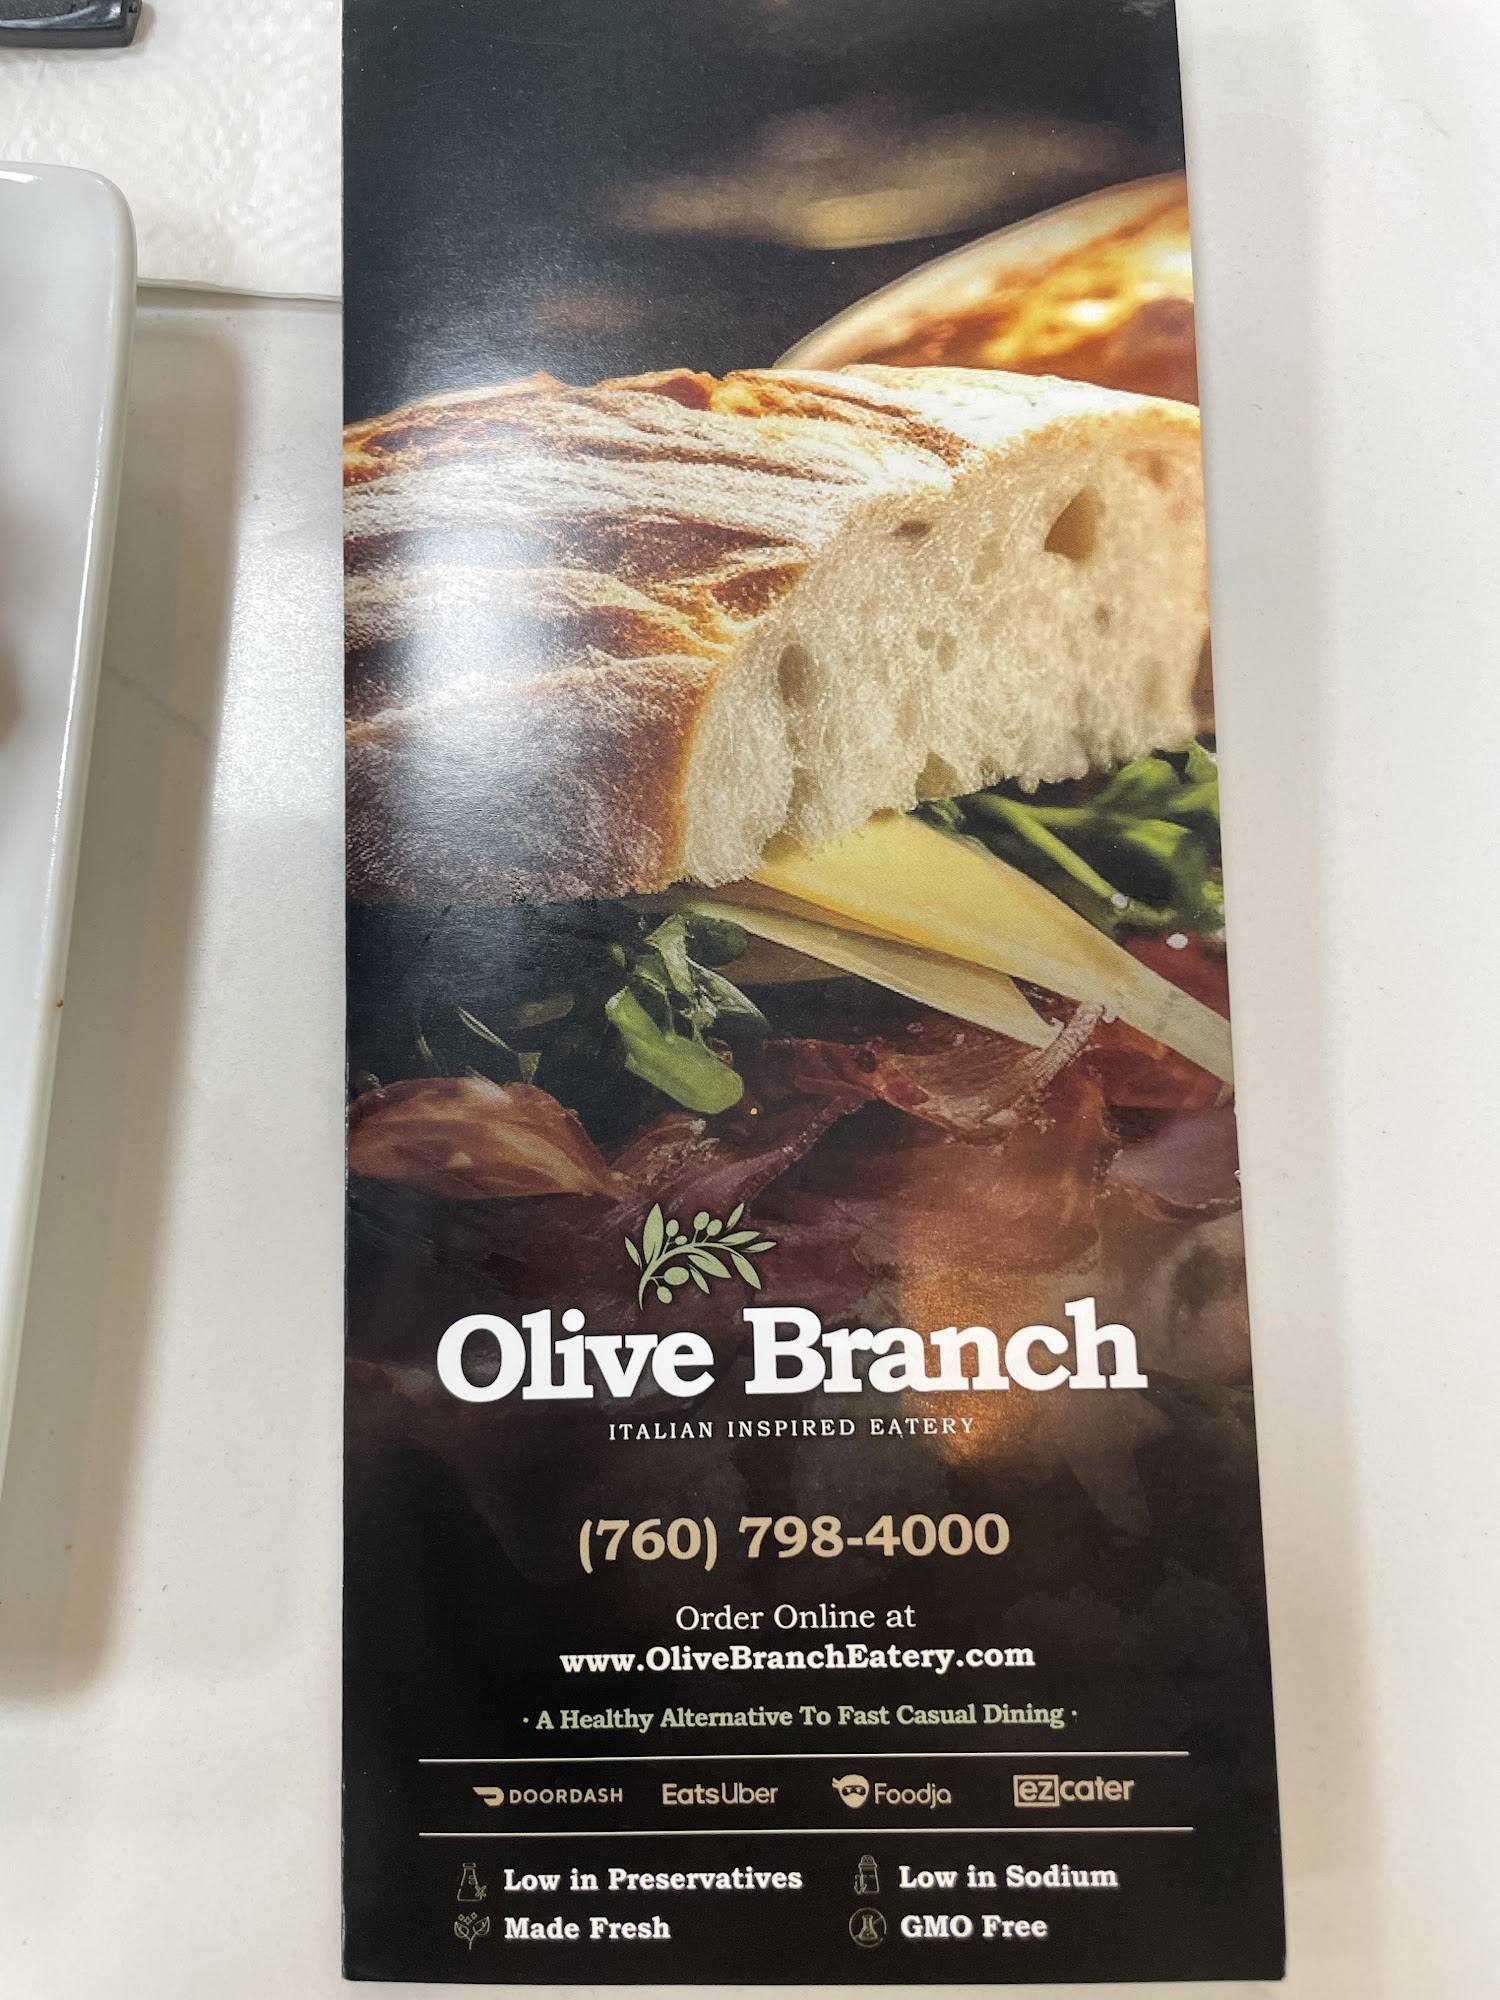 Olive Branch
ITALIAN INSPIRED EATERY
(760) 798-4000
Order Online at
www.OliveBranchEatery.com
· A Healthy Alternative To Fast Casual Dining ·
DOORDASH EatsUber Foodja ezcater
Low in Preservatives Low in Sodium
Made Fresh GMO Free